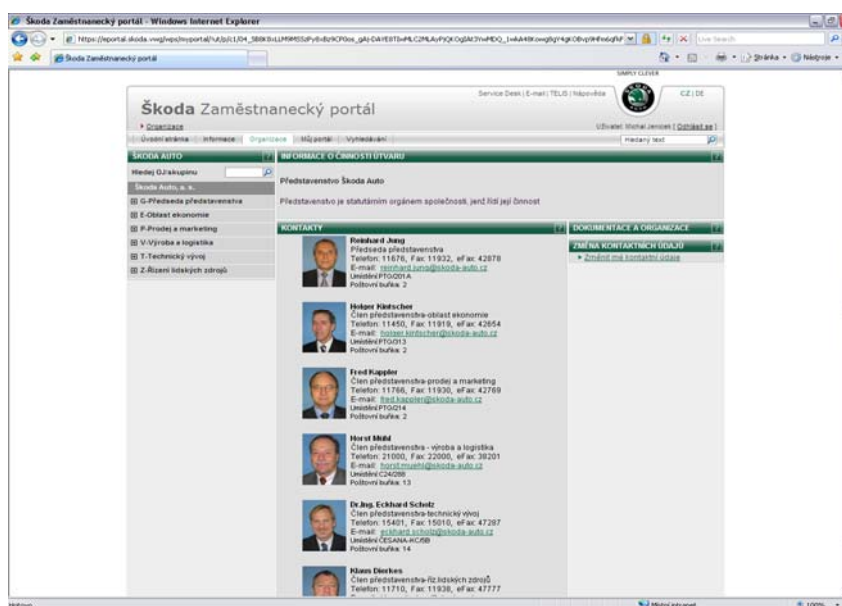 Škoda Zaměstnanecký portál - Windows Internet Explorer
Live Search
Škoda Zaměstnanecký portál
Stránka
Nástroje
SIMPLY CLEVER
Service Desk | E-mail | TELIS | Nápověda
CZ | DE
Škoda Zaměstnanecký portál
Organizace
Uživatel: Michal Jenicek [ Odhlásit se ]
Úvodní stránka
Informace
Organizace
Můj portál
Vyhledávání
Hledaný text
ŠKODA AUTO
Hledej OJ/skupinu
Škoda Auto, a. s.
G-Předseda představenstva
E-Oblast ekonomie
P-Prodej a marketing
V-Výroba a logistika
T-Technický vývoj
Z-Řízení lidských zdrojů
INFORMACE O ČINNOSTI ÚTVARU
Představenstvo Škoda Auto
Představenstvo je statutárním orgánem společnosti, jenž řídí její činnost
KONTAKTY
Reinhard Jung
Předseda představenstva
Telefon: 11676, Fax: 11932, eFax: 42878
E-mail: reinhard.jung@skoda-auto.cz
Umístění:PTO/201A
Poštovní buňka: 2
Holger Kintscher
Člen představenstva-oblast ekonomie
Telefon: 11450, Fax: 11919, eFax: 42654
E-mail: holger.kintscher@skoda-auto.cz
Umístění:PTO/313
Poštovní buňka: 2
Fred Kappler
Člen představenstva-prodej a marketing
Telefon: 11766, Fax: 11930, eFax: 42769
E-mail: fred.kappler@skoda-auto.cz
Umístění:PTO/214
Poštovní buňka: 2
Horst Mühl
Člen představenstva - výroba a logistika
Telefon: 21000, Fax: 22000, eFax: 38201
E-mail: horst.muehl@skoda-auto.cz
Umístění:C24/288
Poštovní buňka: 13
Dr.Ing. Eckhard Scholz
Člen představenstva-technický vývoj
Telefon: 15401, Fax: 15010, eFax: 47287
E-mail: eckhard.scholz@skoda-auto.cz
Umístění:ČESANA-KC/5B
Poštovní buňka: 14
Klaus Dierkes
Člen představenstva-říz.lidských zdrojů
Telefon: 11710, Fax: 11938, eFax: 47777
DOKUMENTACE A ORGANIZACE
ZMĚNA KONTAKTNÍCH ÚDAJŮ
Změnit mé kontaktní údaje
Hotovo
Místní intranet
100%